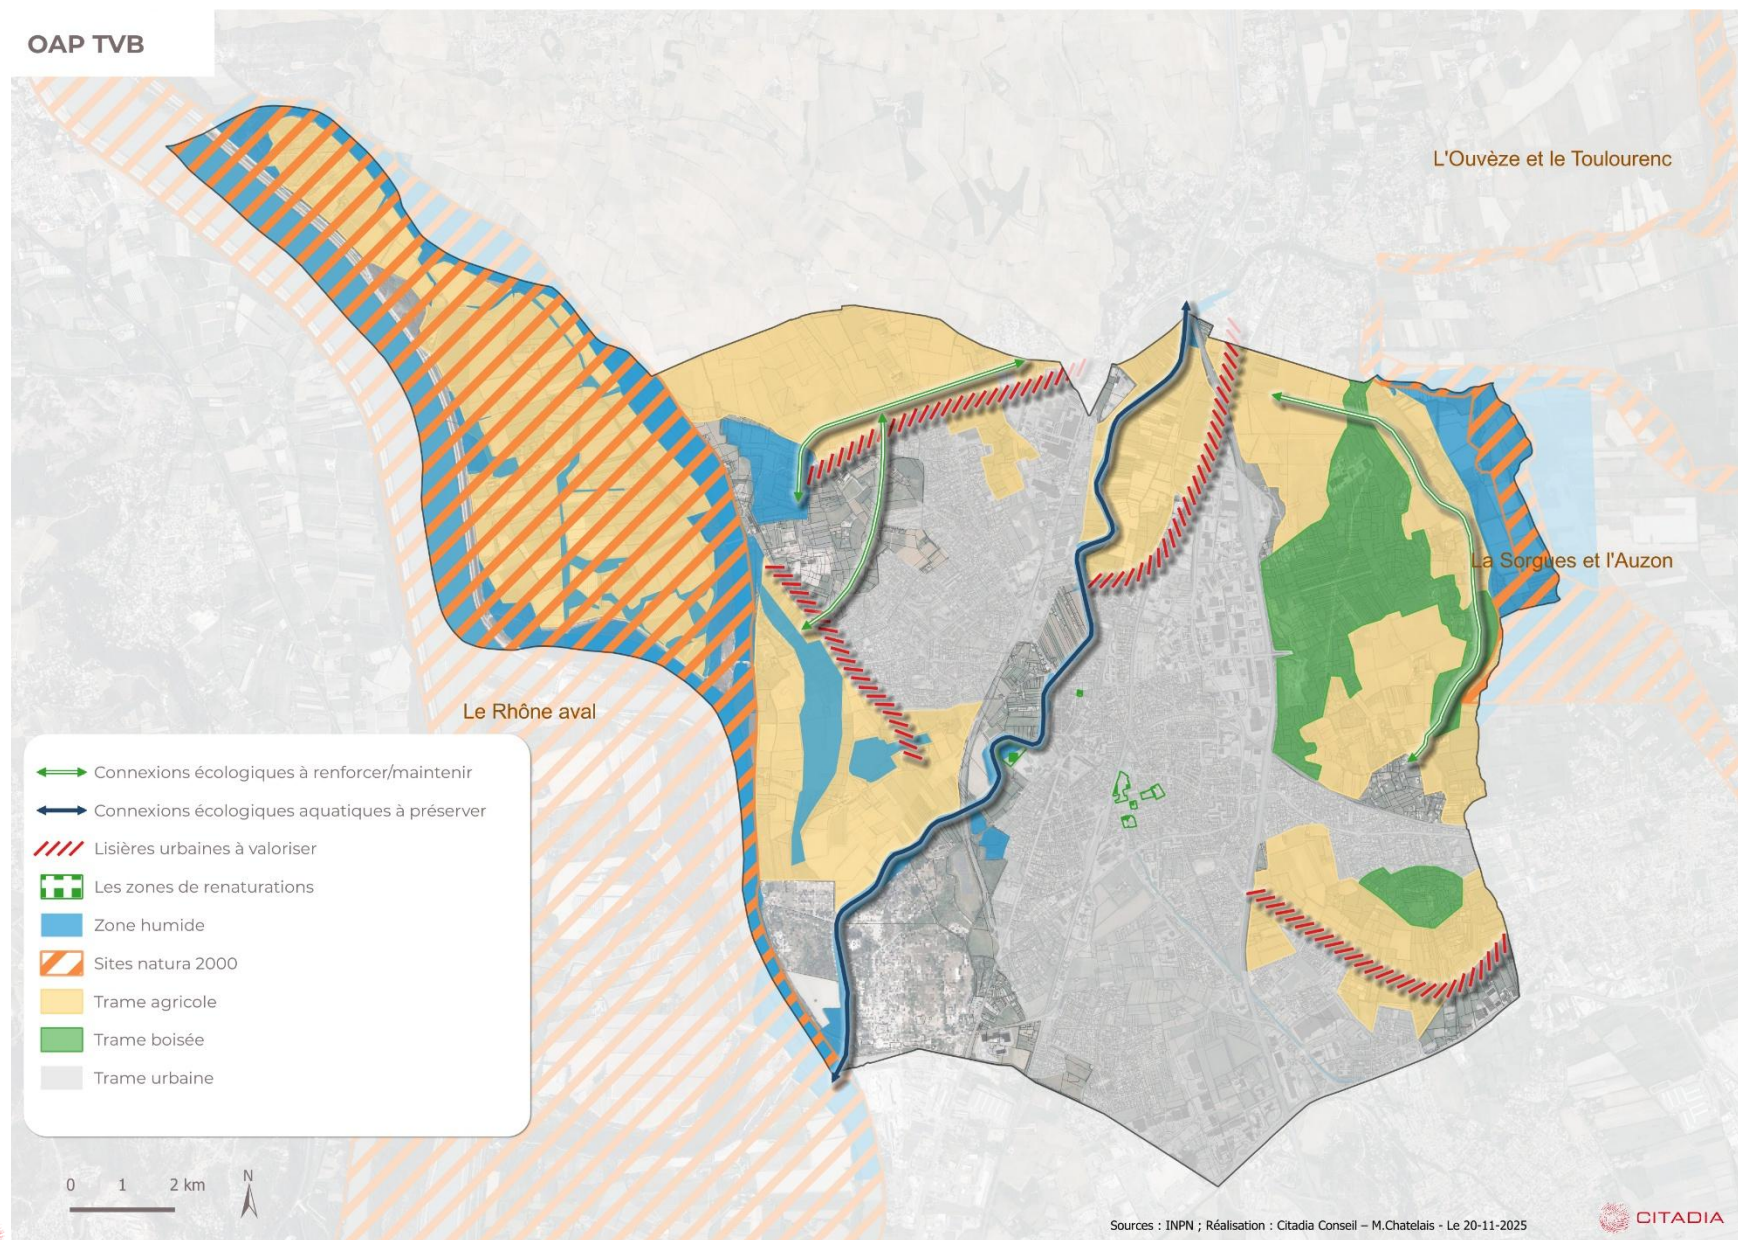 OAP TVB
L'Ouvèze et le Toulourenc
La Sorgues et l'Auzon
Le Rhône aval
Connexions écologiques à renforcer/maintenir
Connexions écologiques aquatiques à préserver
Lisières urbaines à valoriser
Les zones de renaturations
Zone humide
Sites natura 2000
Trame agricole
Trame boisée
Trame urbaine
0 1 2 km
N
Sources : INPN ; Réalisation : Citadia Conseil – M.Chatelais - Le 20-11-2025
CITADIA